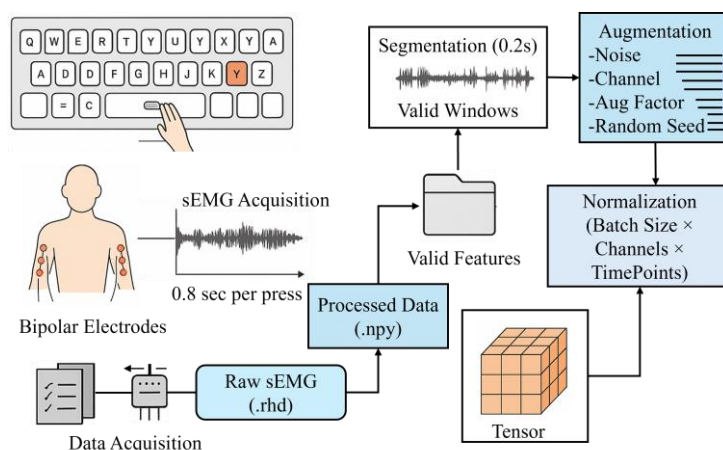 Q W E R T Y U Y X Y A
A D D F G H J K Y Z
= C
sEMG Acquisition
0.8 sec per press
Bipolar Electrodes
Data Acquisition
Raw sEMG
(.rhd)
Processed Data
(.npy)
Valid Features
Segmentation (0.2s)
Valid Windows
Augmentation
-Noise
-Channel
-Aug Factor
-Random Seed
Normalization
(Batch Size ×
Channels ×
TimePoints)
Tensor